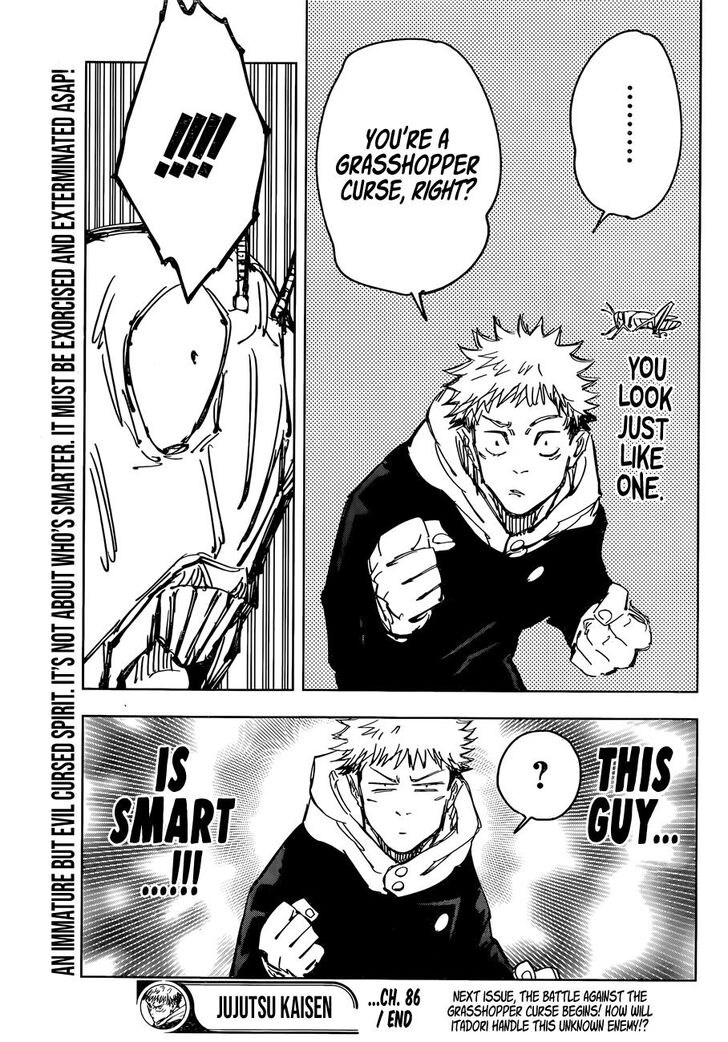 .........
YOU'RE A
GRASSHOPPER
CURSE, RIGHT?
YOU
LOOK
JUST
LIKE
ONE.
!!!!
THIS
GUY...
?
IS
SMART
...!!!
AN IMMATURE BUT EVIL CURSED SPIRIT. IT'S NOT ABOUT WHO'S SMARTER. IT MUST BE EXORCISED AND EXTERMINATED ASAP!
JUJUTSU KAISEN
...CH. 86
/ END
NEXT ISSUE, THE BATTLE AGAINST THE
GRASSHOPPER CURSE BEGINS! HOW WILL
ITADORI HANDLE THIS UNKNOWN ENEMY!?